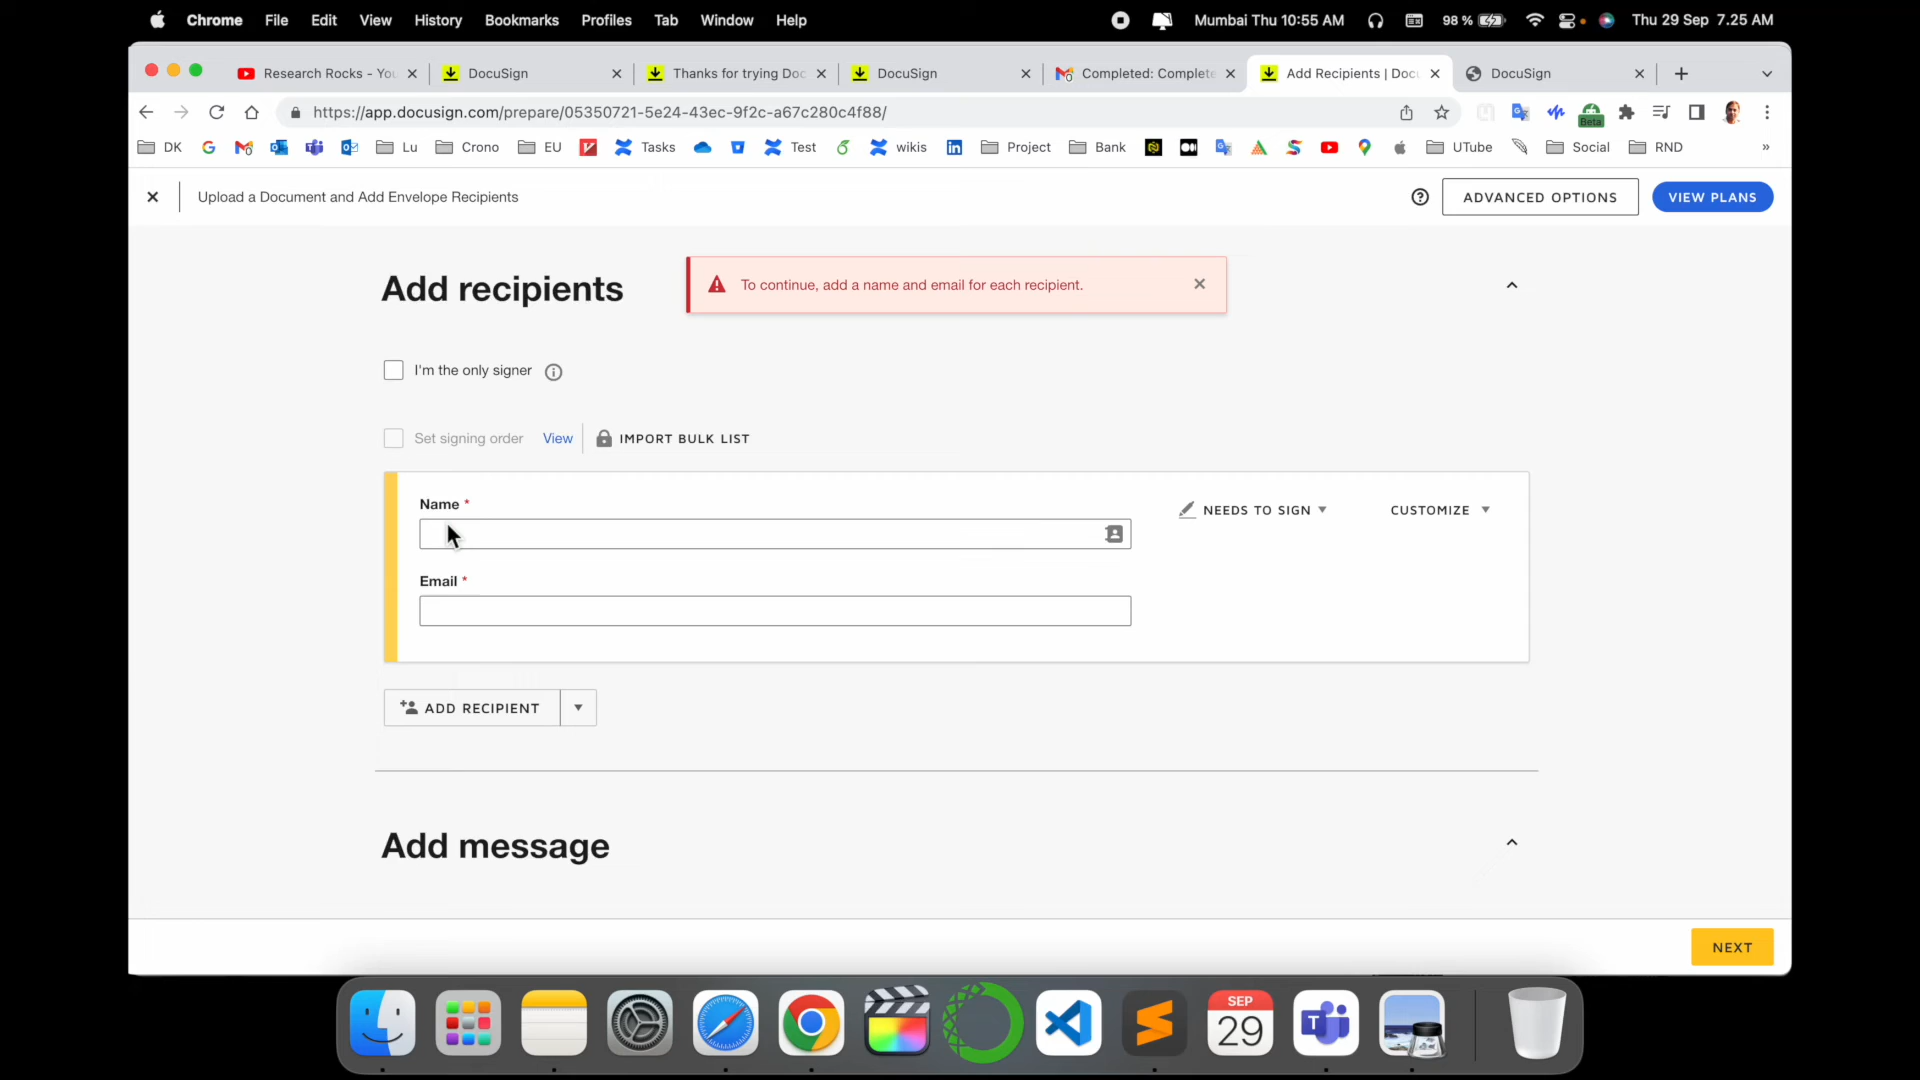 Chrome File Edit View History Bookmarks Profiles Tab Window Help
Mumbai Thu 10:55 AM 98 % Thu 29 Sep 7.25 AM
Research Rocks - You
DocuSign
Thanks for trying Doc
DocuSign
Completed: Complete
Add Recipients | Docu
DocuSign
https://app.docusign.com/prepare/05350721-5e24-43ec-9f2c-a67c280c4f88/
Beta
DK Lu Crono EU Tasks Test wikis Project Bank UTube Social RND »
Upload a Document and Add Envelope Recipients
ADVANCED OPTIONS
VIEW PLANS
Add recipients
To continue, add a name and email for each recipient.
I'm the only signer
Set signing order View IMPORT BULK LIST
Name *
NEEDS TO SIGN
CUSTOMIZE
Email *
ADD RECIPIENT
Add message
NEXT
SEP
29